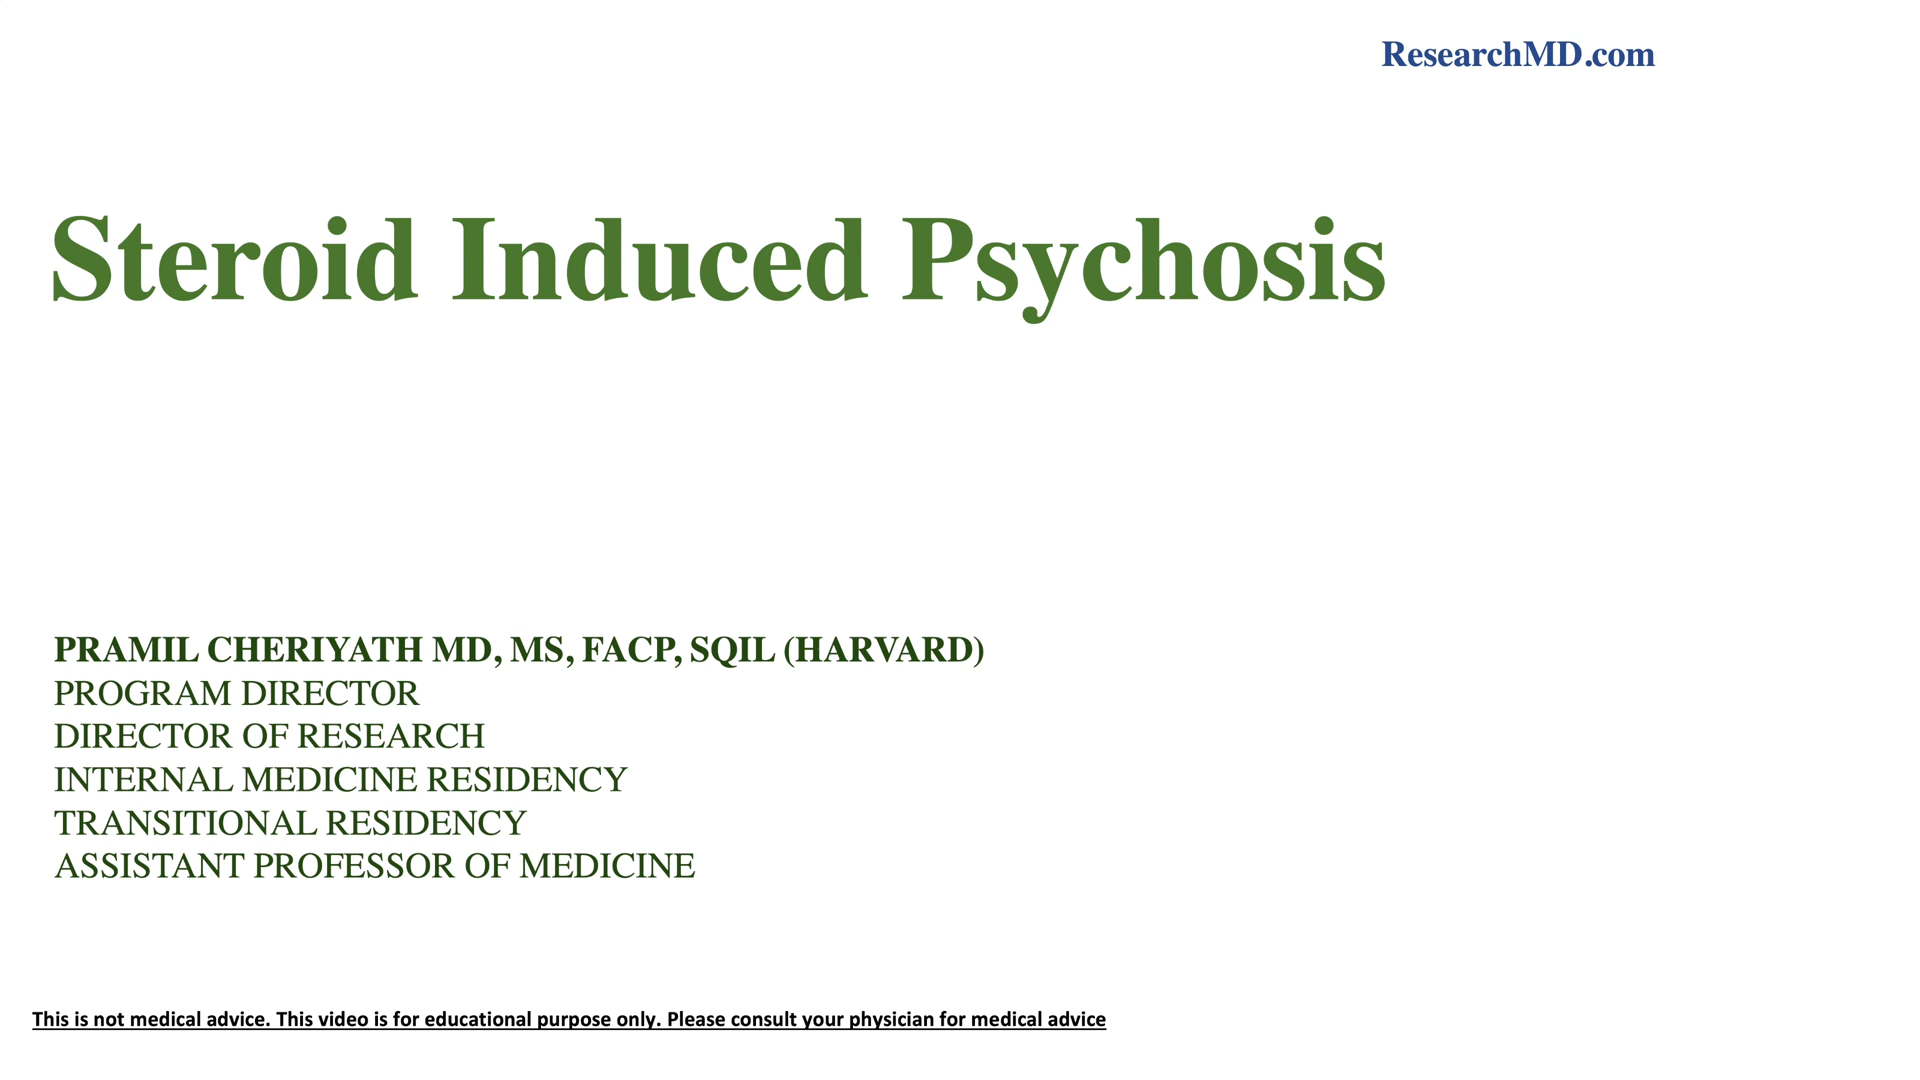 ResearchMD.com
Steroid Induced Psychosis
PRAMIL CHERIYATH MD, MS, FACP, SQIL (HARVARD)
PROGRAM DIRECTOR
DIRECTOR OF RESEARCH
INTERNAL MEDICINE RESIDENCY
TRANSITIONAL RESIDENCY
ASSISTANT PROFESSOR OF MEDICINE
This is not medical advice. This video is for educational purpose only. Please consult your physician for medical advice